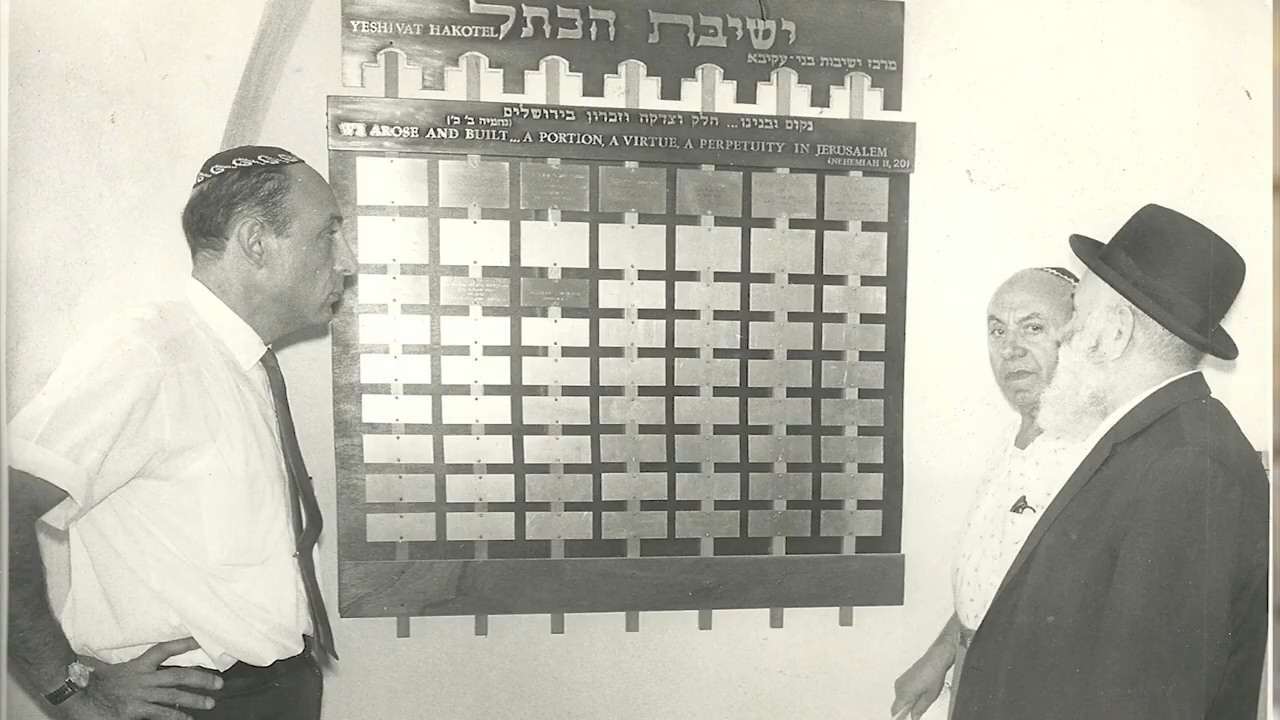 ישיבת הכתל
YESHIVAT HAKOTEL
מרכז ישיבות בני-עקיבא
נקום ובנינו... חלק וצדקה וזכרון בירושלים
(נחמיה ב' כ')
WE AROSE AND BUILT... A PORTION, A VIRTUE, A PERPETUITY IN JERUSALEM
(NEHEMIAH II, 20)